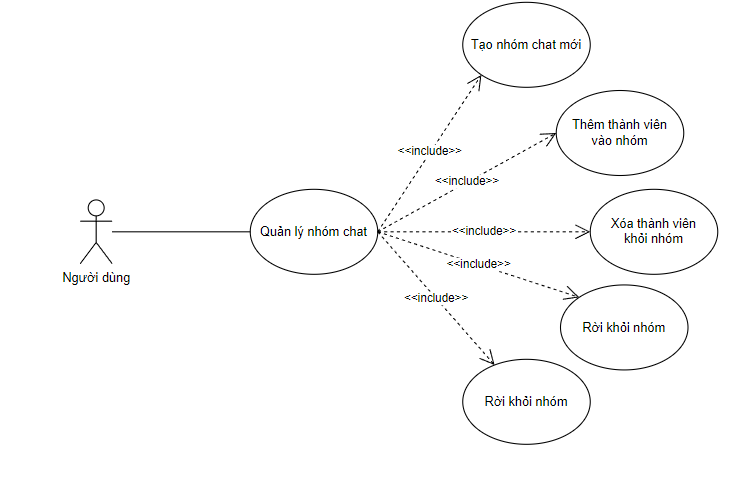 Tạo nhóm chat mới
<<include>>
Thêm thành viên
vào nhóm
<<include>>
Người dùng
Quản lý nhóm chat
<<include>>
Xóa thành viên
khỏi nhóm
<<include>>
Rời khỏi nhóm
<<include>>
Rời khỏi nhóm